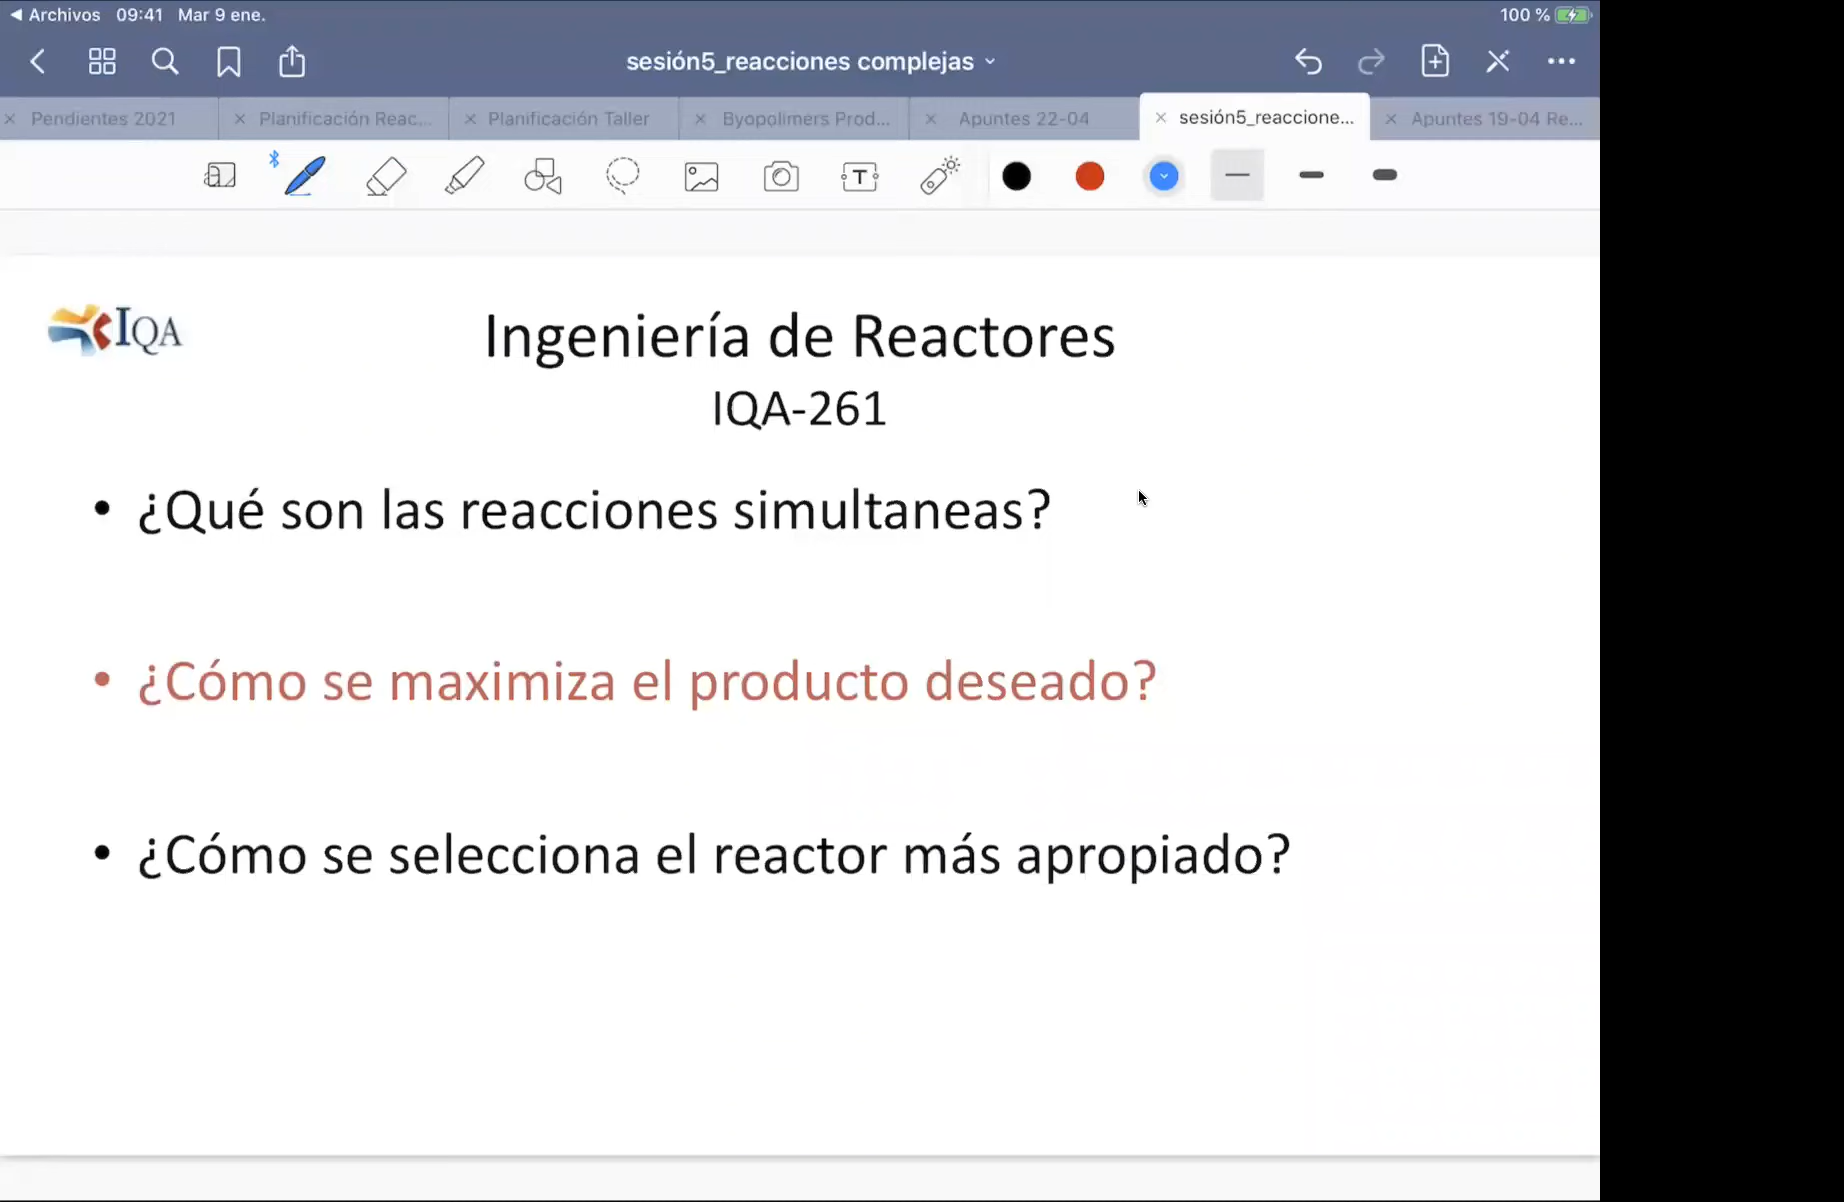 Archivos 09:41 Mar 9 ene. 100 %
sesión5_reacciones complejas
Pendientes 2021
Planificación Reac...
Planificación Taller
Byopolimers Prod...
Apuntes 22-04
sesión5_reaccione...
Apuntes 19-04 Re...
IQA
Ingeniería de Reactores
IQA-261
• ¿Qué son las reacciones simultaneas?
• ¿Cómo se maximiza el producto deseado?
• ¿Cómo se selecciona el reactor más apropiado?